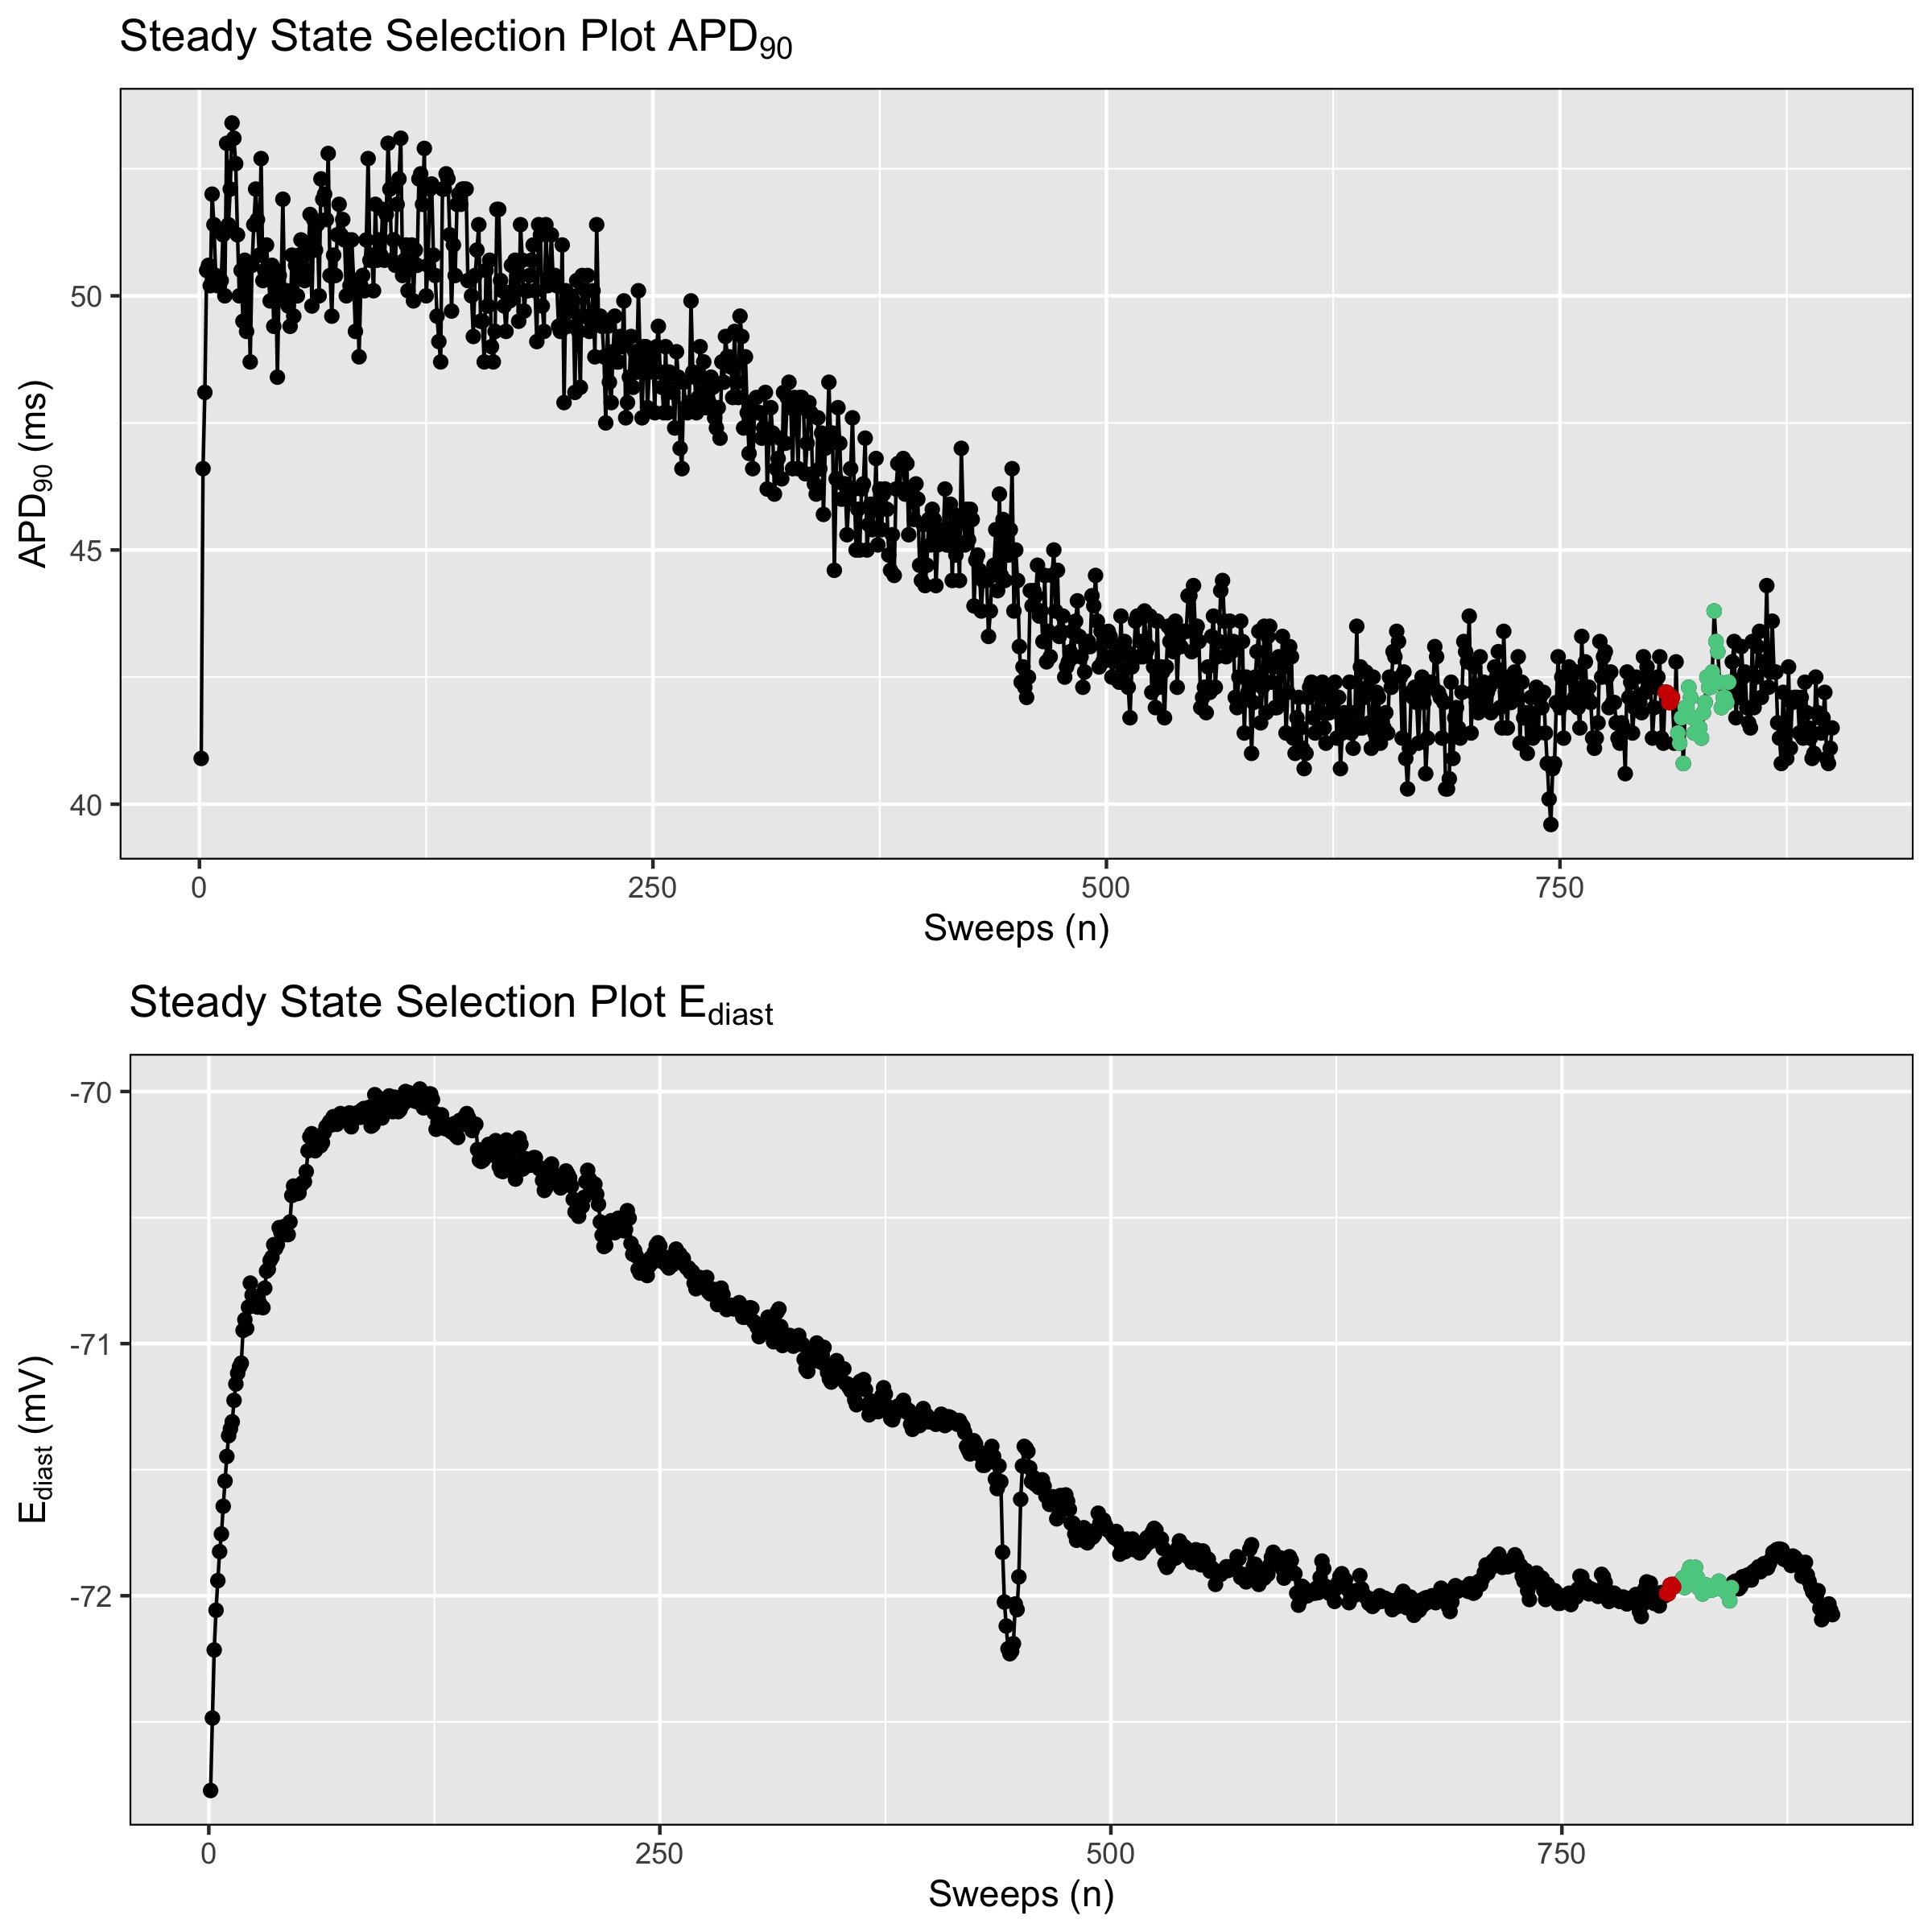 Steady State Selection Plot APD90
50
45
40
APD90 (ms)
0 250 500 750
Sweeps (n)
Steady State Selection Plot Ediast
-70
-71
-72
Ediast (mV)
0 250 500 750
Sweeps (n)